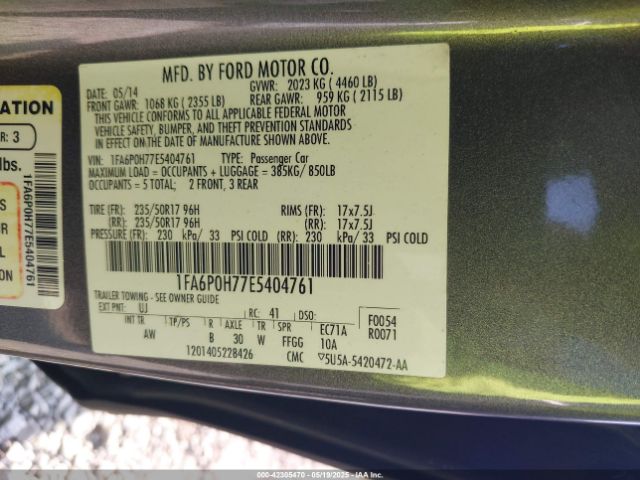 MFD. BY FORD MOTOR CO.
DATE: 05/14 GVWR: 2023 KG ( 4460 LB)
FRONT GAWR: 1068 KG ( 2355 LB) REAR GAWR: 959 KG ( 2115 LB)
THIS VEHICLE CONFORMS TO ALL APPLICABLE FEDERAL MOTOR
VEHICLE SAFETY, BUMPER, AND THEFT PREVENTION STANDARDS
IN EFFECT ON THE DATE OF MANUFACTURE SHOWN ABOVE.
VIN: 1FA6P0H77E5404761 TYPE: Passenger Car
MAXIMUM LOAD = OCCUPANTS + LUGGAGE = 385KG/ 850LB
OCCUPANTS = 5 TOTAL; 2 FRONT, 3 REAR
TIRE (FR): 235/50R17 96H RIMS (FR): 17x7.5J
(RR): 235/50R17 96H (RR): 17x7.5J
PRESSURE (FR): 230 kPa/ 33 PSI COLD (RR): 230 kPa/ 33 PSI COLD
1FA6P0H77E5404761
TRAILER TOWING - SEE OWNER GUIDE
EXT PNT: UJ RC: 41 DSO: F0054
R0071
INT TR TP/PS R AXLE TR SPR EC71A
AW B 30 W FFGG 10A
1201405228426 CMC ▽5U5A-5420472-AA
ATION
R: 3
lbs.
S
S
ION
1FA6P0H77E5404761
000-42305470 — 05/19/2025 — IAAI.COM